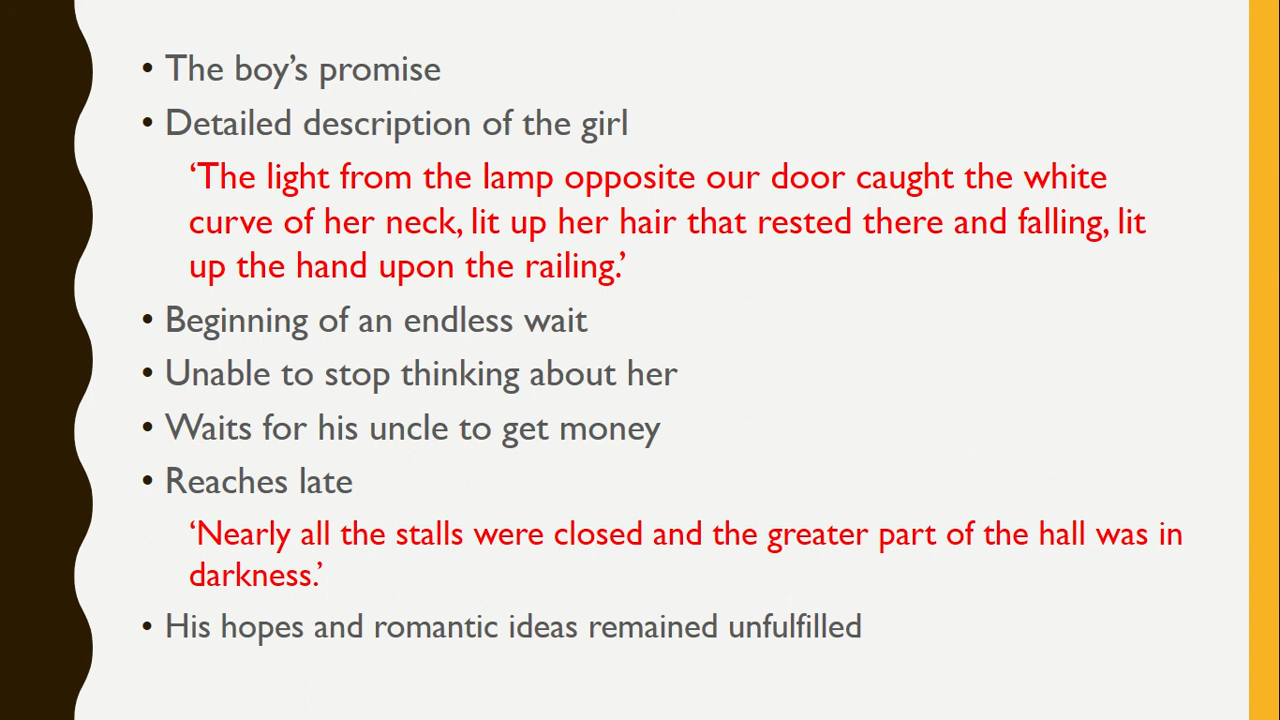 • The boy’s promise
• Detailed description of the girl
‘The light from the lamp opposite our door caught the white
curve of her neck, lit up her hair that rested there and falling, lit
up the hand upon the railing.’
• Beginning of an endless wait
• Unable to stop thinking about her
• Waits for his uncle to get money
• Reaches late
‘Nearly all the stalls were closed and the greater part of the hall was in
darkness.’
• His hopes and romantic ideas remained unfulfilled